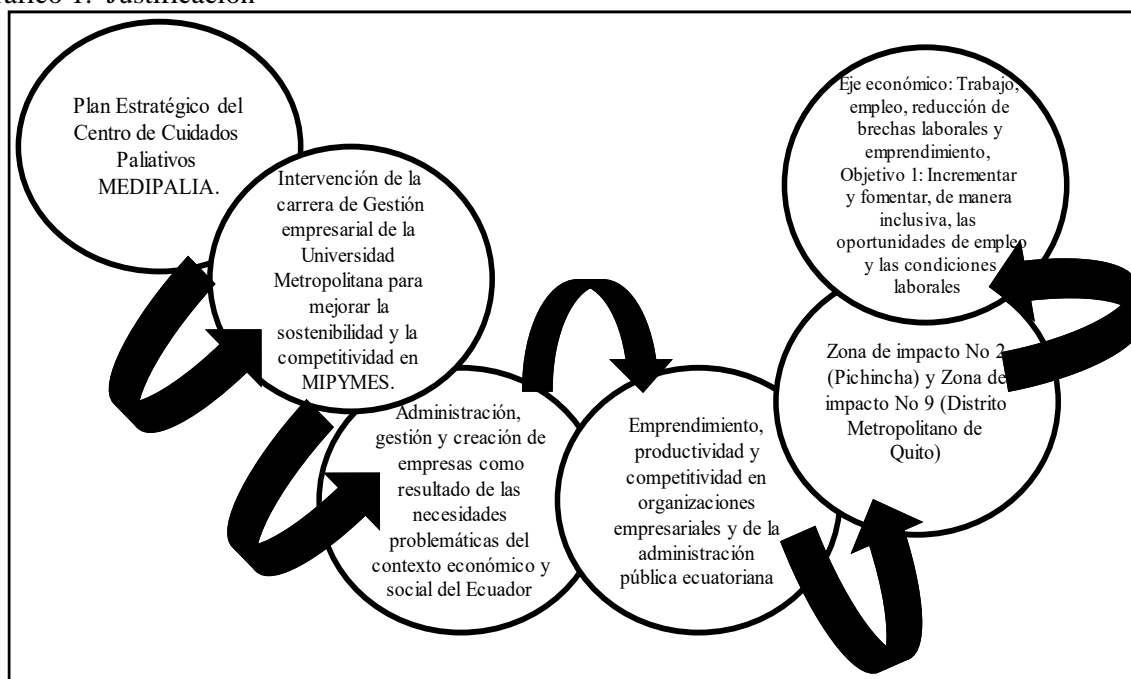 Gráfico 1. Justificación
Plan Estratégico del
Centro de Cuidados
Paliativos
MEDIPALIA.
Intervención de la
carrera de Gestión
empresarial de la
Universidad
Metropolitana para
mejorar la
sostenibilidad y la
competitividad en
MIPYMES.
Administración,
gestión y creación de
empresas como
resultado de las
necesidades
problemáticas del
contexto económico y
social del Ecuador
Emprendimiento,
productividad y
competitividad en
organizaciones
empresariales y de la
administración
pública ecuatoriana
Zona de impacto No 2
(Pichincha) y Zona de
impacto No 9 (Distrito
Metropolitano de
Quito)
Eje económico: Trabajo,
empleo, reducción de
brechas laborales y
emprendimiento,
Objetivo 1: Incrementar
y fomentar, de manera
inclusiva, las
oportunidades de empleo
y las condiciones
laborales